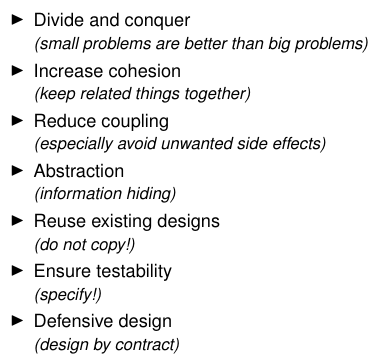 ► Divide and conquer
(small problems are better than big problems)
► Increase cohesion
(keep related things together)
► Reduce coupling
(especially avoid unwanted side effects)
► Abstraction
(information hiding)
► Reuse existing designs
(do not copy!)
► Ensure testability
(specify!)
► Defensive design
(design by contract)